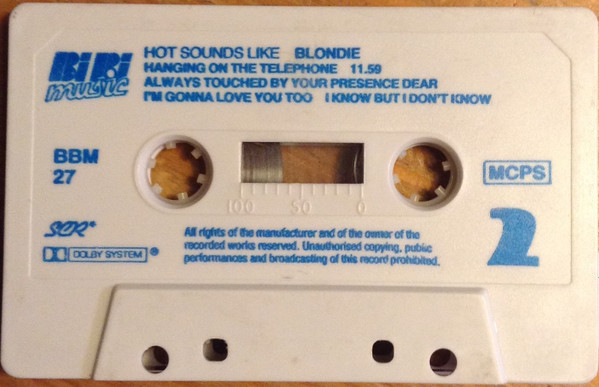 BiBi music
HOT SOUNDS LIKE BLONDIE
HANGING ON THE TELEPHONE 11.59
ALWAYS TOUCHED BY YOUR PRESENCE DEAR
I'M GONNA LOVE YOU TOO I KNOW BUT I DON'T KNOW
BBM
27
MCPS
100 50 0
2
SCR*
DOLBY SYSTEM ®
All rights of the manufacturer and of the owner of the
recorded works reserved. Unauthorised copying, public
performances and broadcasting of this record prohibited.